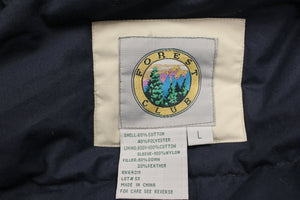 FOREST
CLUB
L
SHELL:60% COTTON
40% POLYESTER
LINING:BODY-100% COTTON
SLEEVE-100% NYLON
FILLER:80% DOWN
20% FEATHER
MADE IN
CHINA
FOR CARE SEE REVERSE